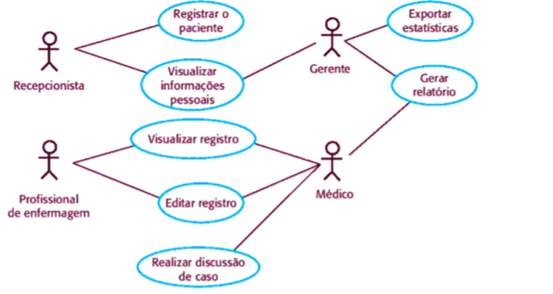 Registrar o
paciente
Recepcionista
Visualizar
informações
pessoais
Gerente
Exportar
estatísticas
Gerar
relatório
Visualizar registro
Profissional
de enfermagem
Editar registro
Médico
Realizar discussão
de caso